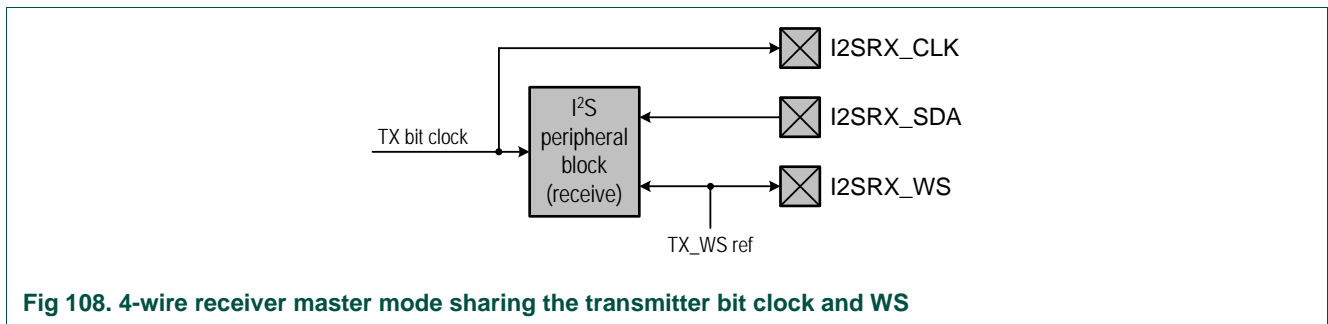 I2SRX_CLK
I²S
peripheral
block
(receive)
I2SRX_SDA
TX bit clock
I2SRX_WS
TX_WS ref
Fig 108. 4-wire receiver master mode sharing the transmitter bit clock and WS